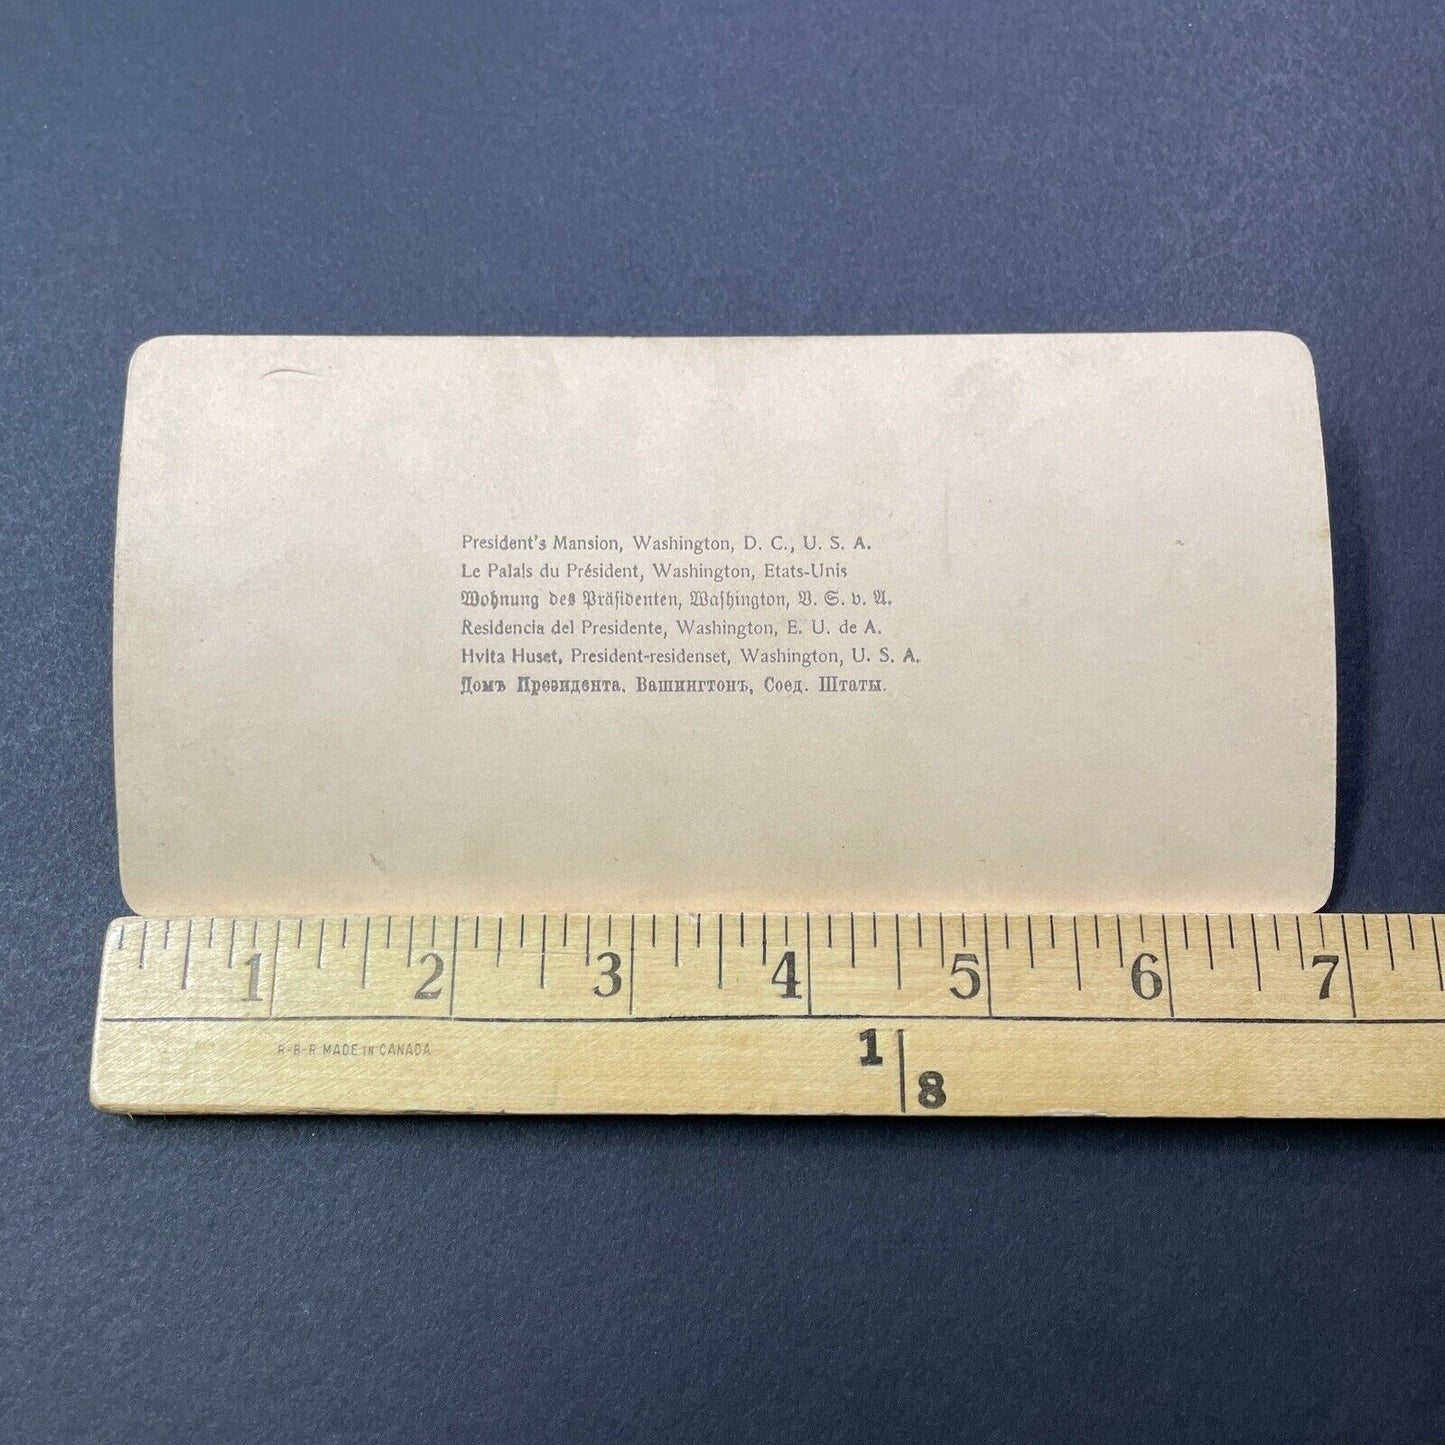 President's Mansion, Washington, D. C., U. S. A.
Le Palais du Président, Washington, Etats-Unis
Wohnung des Präsidenten, Washington, V. S. v. A.
Residencia del Presidente, Washington, E. U. de A.
Hvita Huset, President-residenset, Washington, U. S. A.
Домъ Президента, Вашингтонъ, Соед. Штаты.
1 2 3 4 5 6 7
R-B-R MADE IN CANADA
1
8